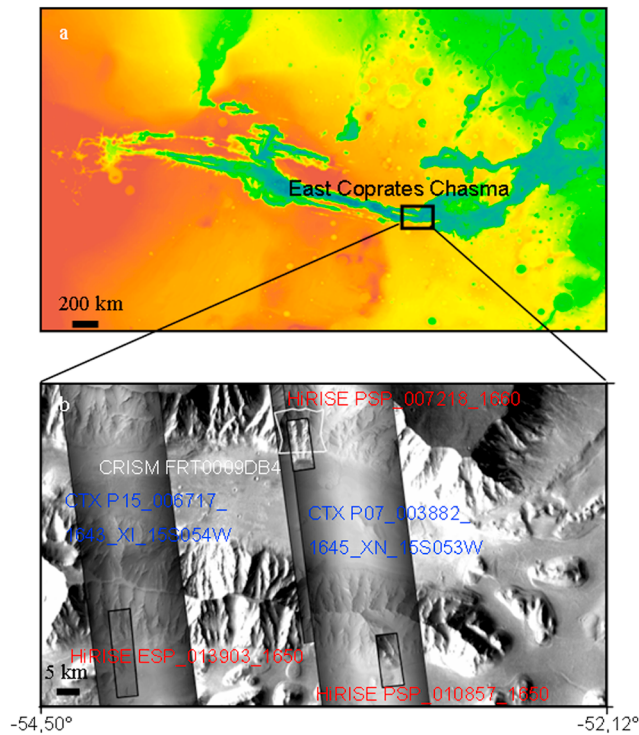 a
East Coprates Chasma
200 km
b
HiRISE PSP_007218_1660
CRISM FRT0009DB4
CTX P15_006717_
1643_XI_15S054W
CTX P07_003882_
1645_XN_15S053W
HiRISE ESP_013903_1650
5 km
HiRISE PSP_010857_1650
-54,50°
-52,12°